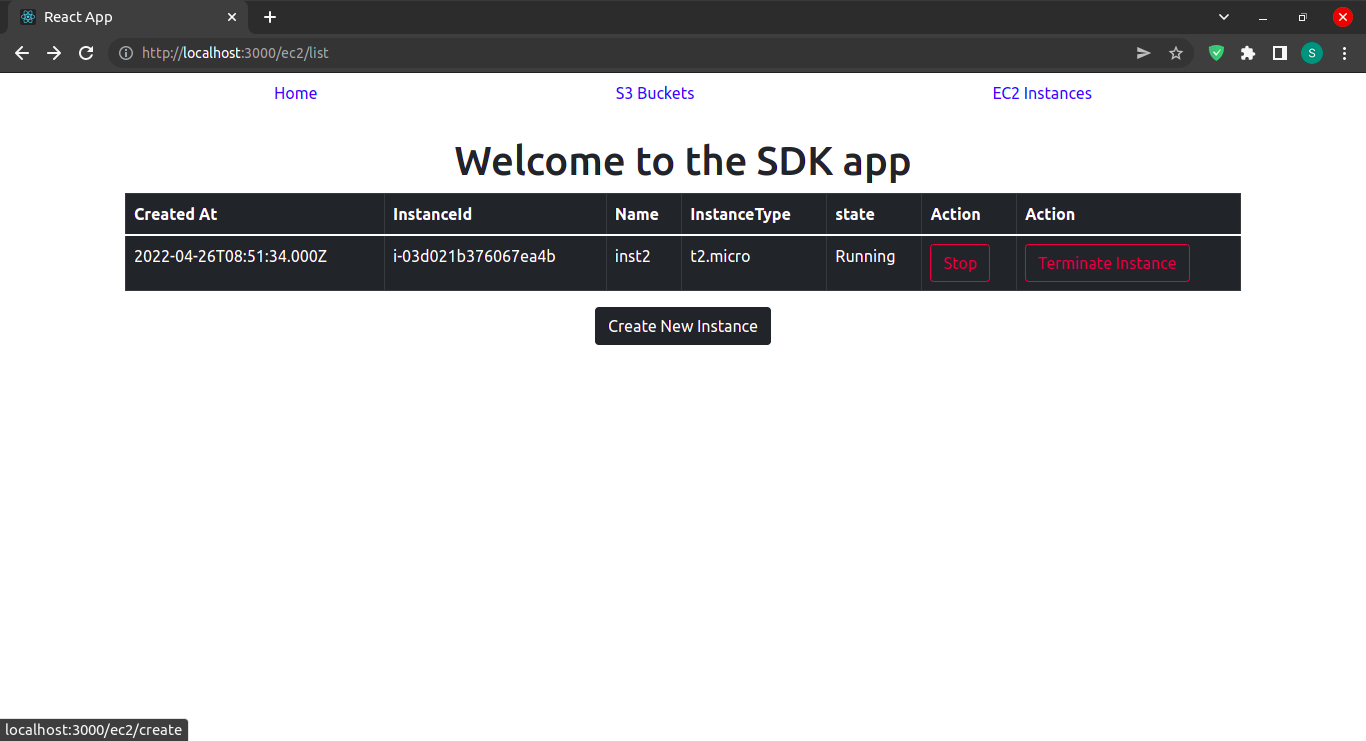 React App
http://localhost:3000/ec2/list
S
Home S3 Buckets EC2 Instances
Welcome to the SDK app
Created At InstanceId Name InstanceType state Action Action
2022-04-26T08:51:34.000Z i-03d021b376067ea4b inst2 t2.micro Running Stop Terminate Instance
Create New Instance
localhost:3000/ec2/create